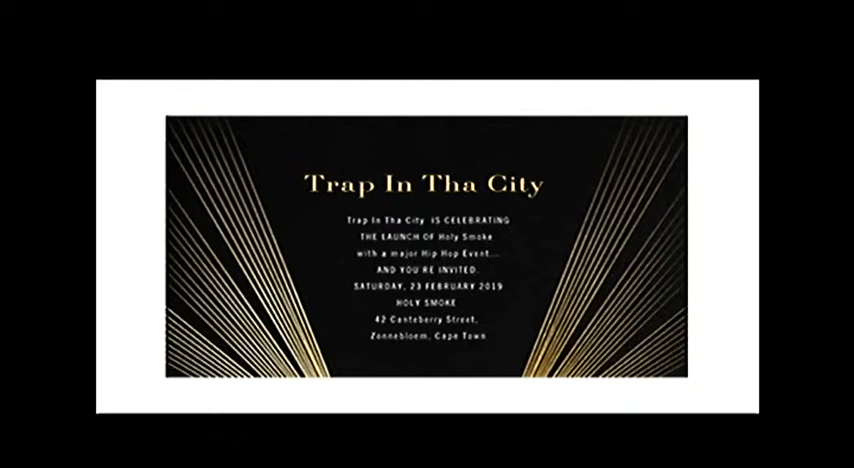 Trap In Tha City
Trap In Tha City IS CELEBRATING
THE LAUNCH OF Holy Smoke
with a major Hip Hop Event...
AND YOU'RE INVITED.
SATURDAY, 23 FEBRUARY 2019
HOLY SMOKE
42 Canteberry Street,
Zonnebloem, Cape Town